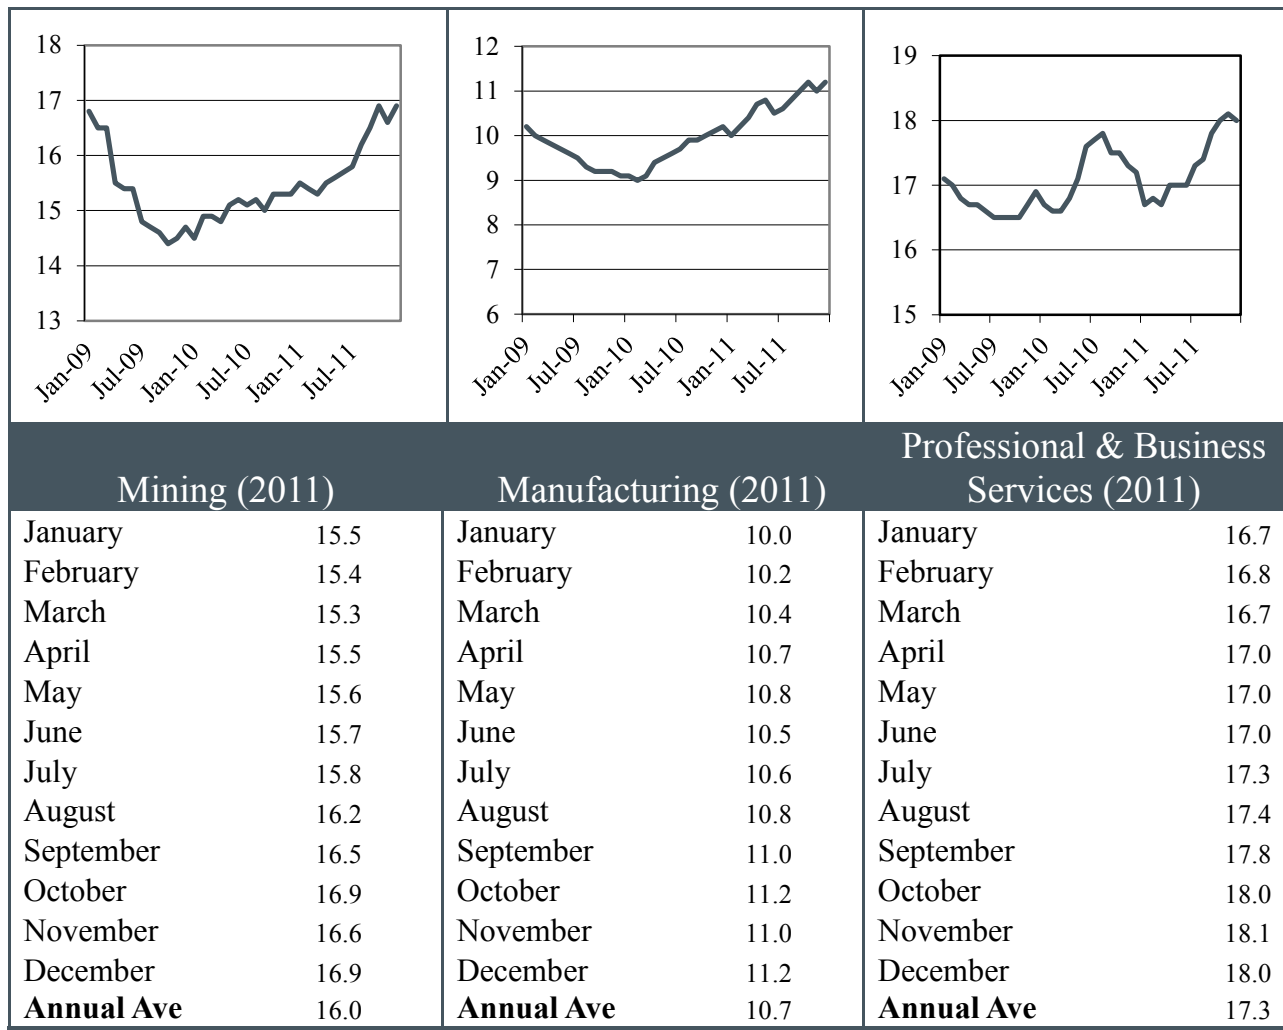 18
17
16
15
14
13
Jan-09
Jul-09
Jan-10
Jul-10
Jan-11
Jul-11
12
11
10
9
8
7
6
Jan-09
Jul-09
Jan-10
Jul-10
Jan-11
Jul-11
19
18
17
16
15
Jan-09
Jul-09
Jan-10
Jul-10
Jan-11
Jul-11
Mining (2011)
January 15.5
February 15.4
March 15.3
April 15.5
May 15.6
June 15.7
July 15.8
August 16.2
September 16.5
October 16.9
November 16.6
December 16.9
Annual Ave 16.0
Manufacturing (2011)
January 10.0
February 10.2
March 10.4
April 10.7
May 10.8
June 10.5
July 10.6
August 10.8
September 11.0
October 11.2
November 11.0
December 11.2
Annual Ave 10.7
Professional & Business
Services (2011)
January 16.7
February 16.8
March 16.7
April 17.0
May 17.0
June 17.0
July 17.3
August 17.4
September 17.8
October 18.0
November 18.1
December 18.0
Annual Ave 17.3